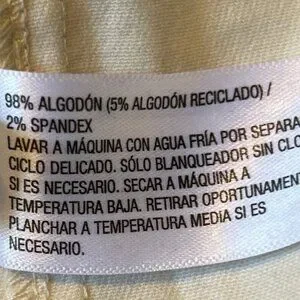 98% ALGODÓN (5% ALGODÓN RECICLADO) /
2% SPANDEX
LAVAR A MÁQUINA CON AGUA FRÍA POR SEPARA
CICLO DELICADO. SÓLO BLANQUEADOR SIN CLO
SI ES NECESARIO. SECAR A MÁQUINA A
TEMPERATURA BAJA. RETIRAR OPORTUNAMENT
PLANCHAR A TEMPERATURA MEDIA SI ES
NECESARIO.